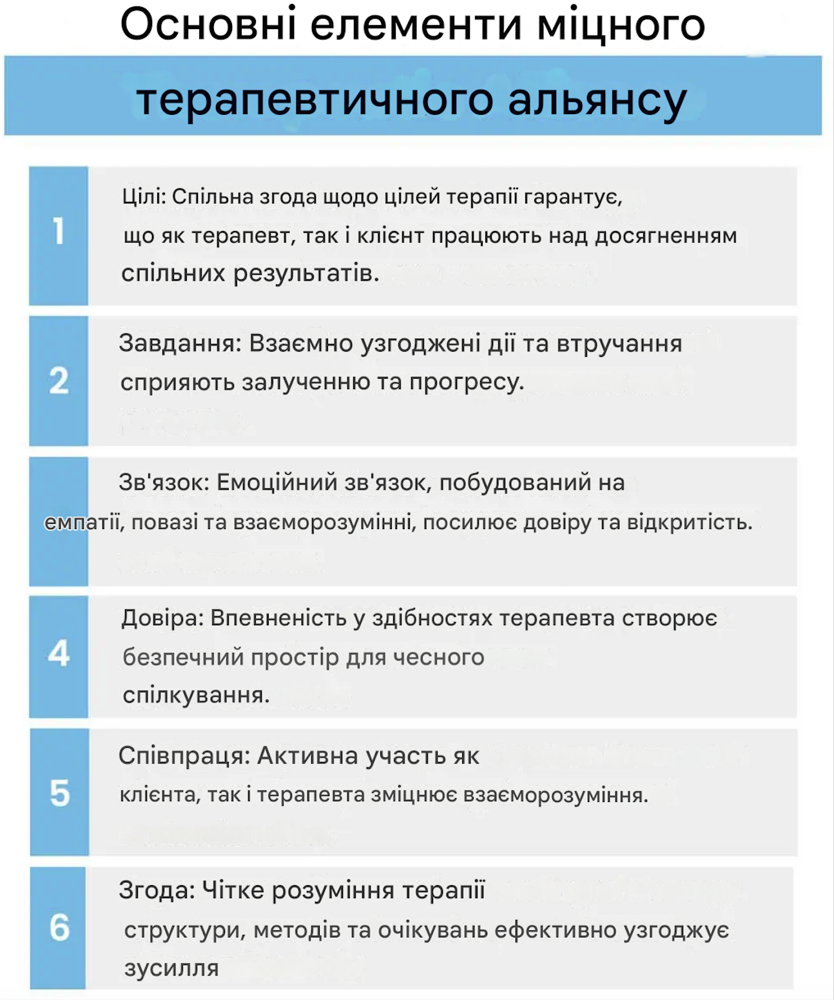 Основні елементи міцного
терапевтичного альянсу
1
Цілі: Спільна згода щодо цілей терапії гарантує,
що як терапевт, так і клієнт працюють над досягненням
спільних результатів.
2
Завдання: Взаємно узгоджені дії та втручання
сприяють залученню та прогресу.
Зв'язок: Емоційний зв'язок, побудований на
емпатії, повазі та взаєморозумінні, посилює довіру та відкритість.
4
Довіра: Впевненість у здібностях терапевта створює
безпечний простір для чесного
спілкування.
5
Співпраця: Активна участь як
клієнта, так і терапевта зміцнює взаєморозуміння.
6
Згода: Чітке розуміння терапії
структури, методів та очікувань ефективно узгоджує
зусилля